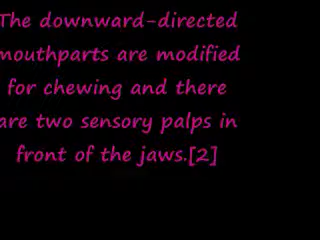 The downward-directed
mouthparts are modified
for chewing and there
are two sensory palps in
front of the jaws.[2]